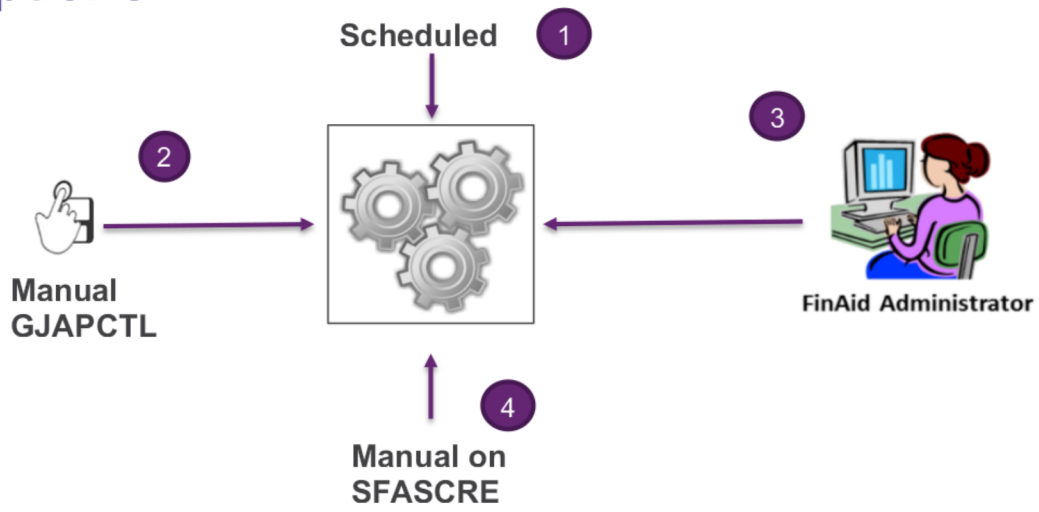 Scheduled
1
2
3
Manual
GJAPCTL
FinAid Administrator
4
Manual on
SFASCRE